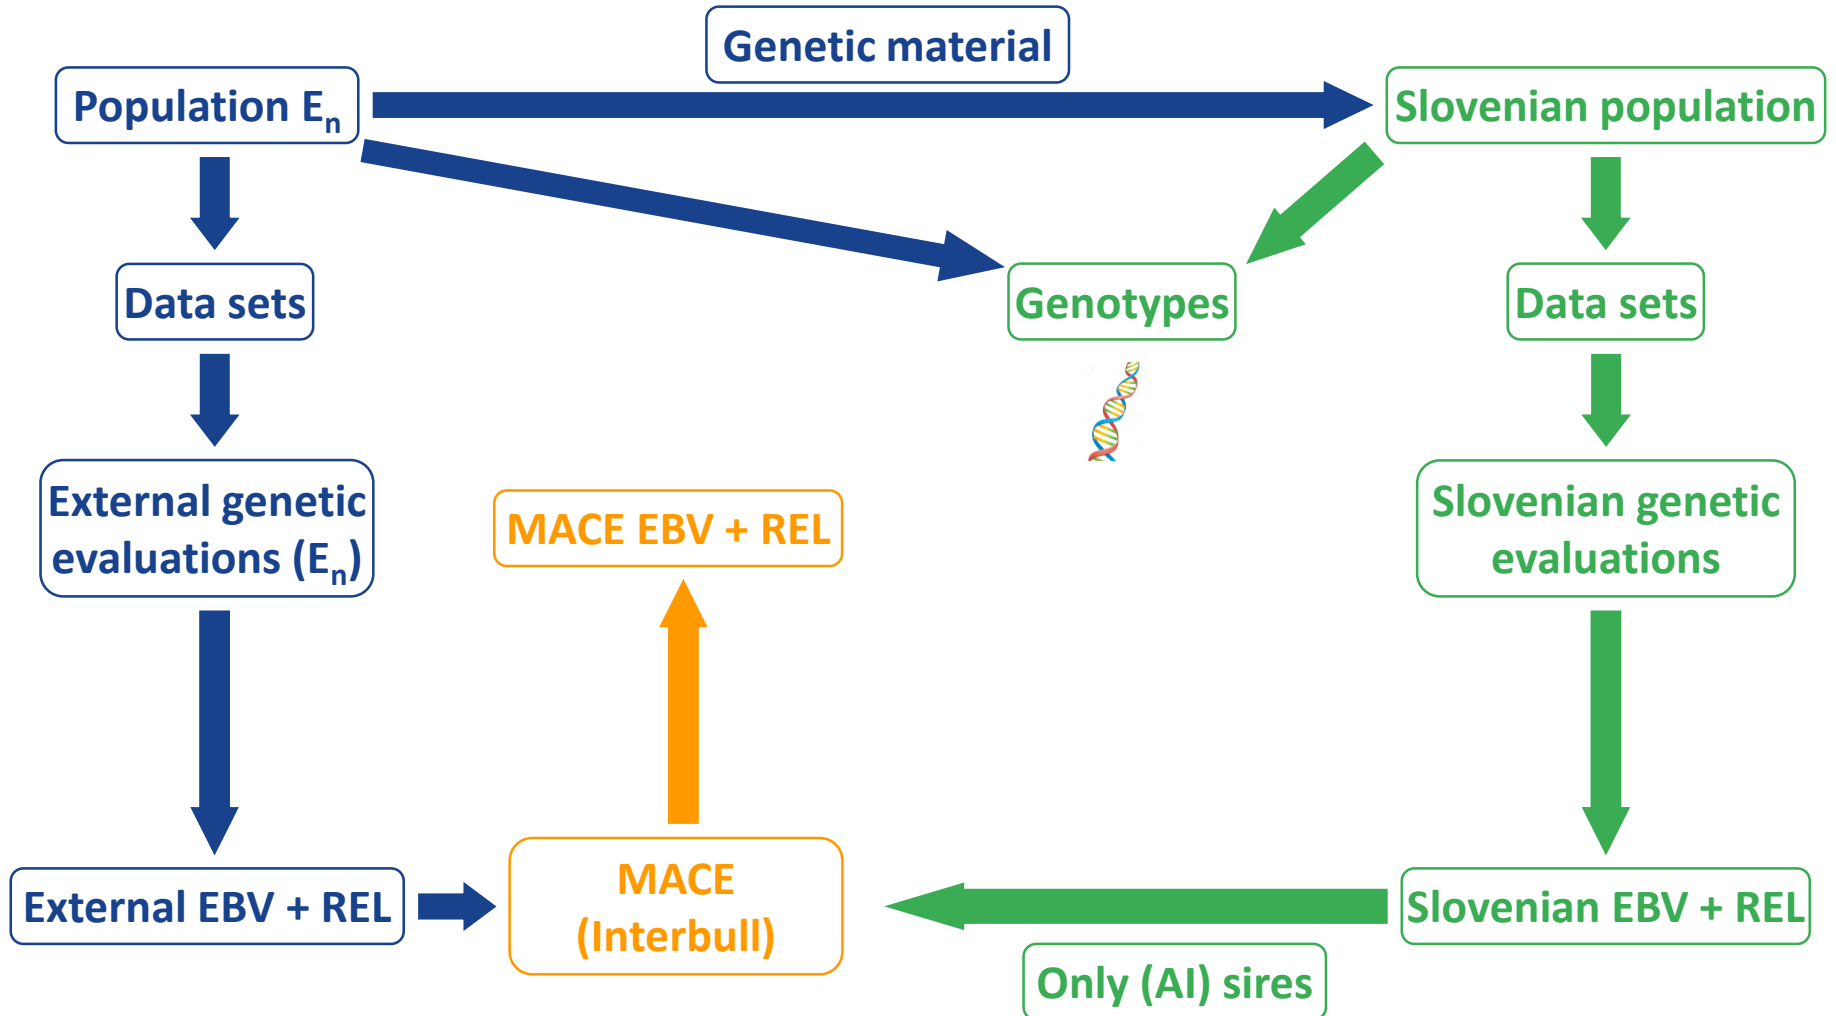 Genetic material
Population En
Slovenian population
Data sets
Genotypes
Data sets
External genetic
evaluations (En)
MACE EBV + REL
Slovenian genetic
evaluations
External EBV + REL
MACE
(Interbull)
Slovenian EBV + REL
Only (AI) sires